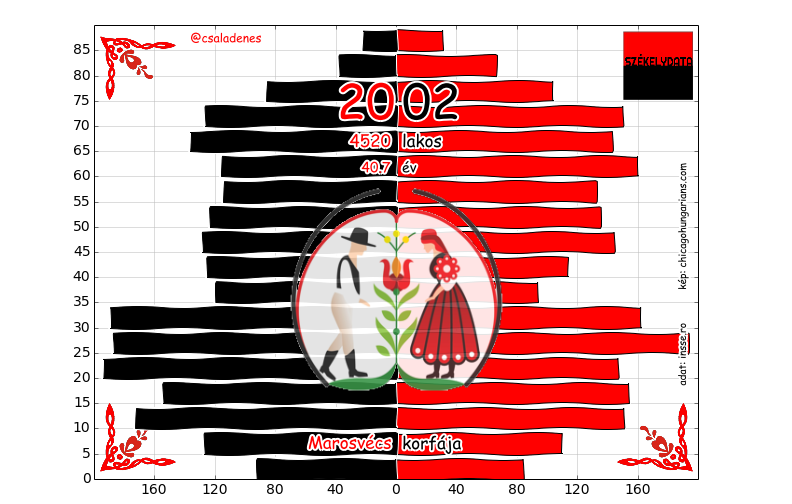 @csaladenes
SZÉKELYDATA
2002
4520 lakos
40.7 év
Marosvécs korfája
kép: chicagohungarians.com
adat: insse.ro
85
80
75
70
65
60
55
50
45
40
35
30
25
20
15
10
5
0
160 120 80 40 0 40 80 120 160